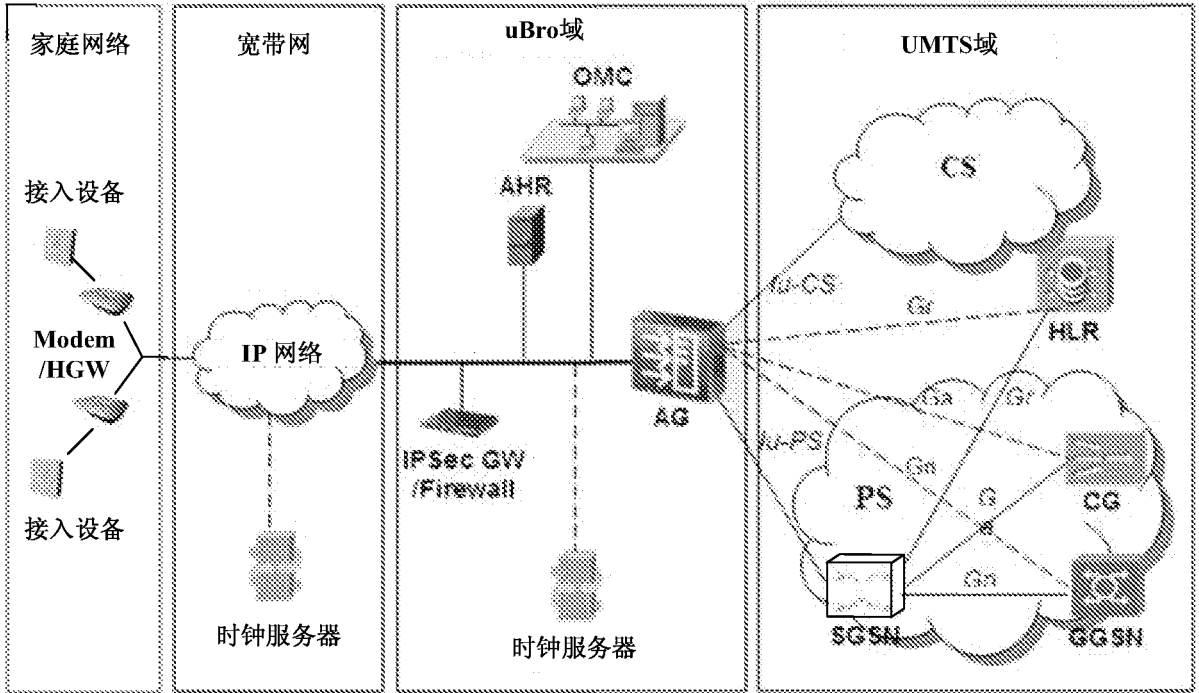 家庭网络
宽带网
uBro域
UMTS域
OMC
CS
接入设备
AHR
Iu-CS
Gr
HLR
Modem
/HGW
IP 网络
AG
Ga
Gr
IPSec GW
/Firewall
Iu-PS
Gn
PS
G
a
CG
接入设备
Gn
时钟服务器
时钟服务器
SGSN
GGSN